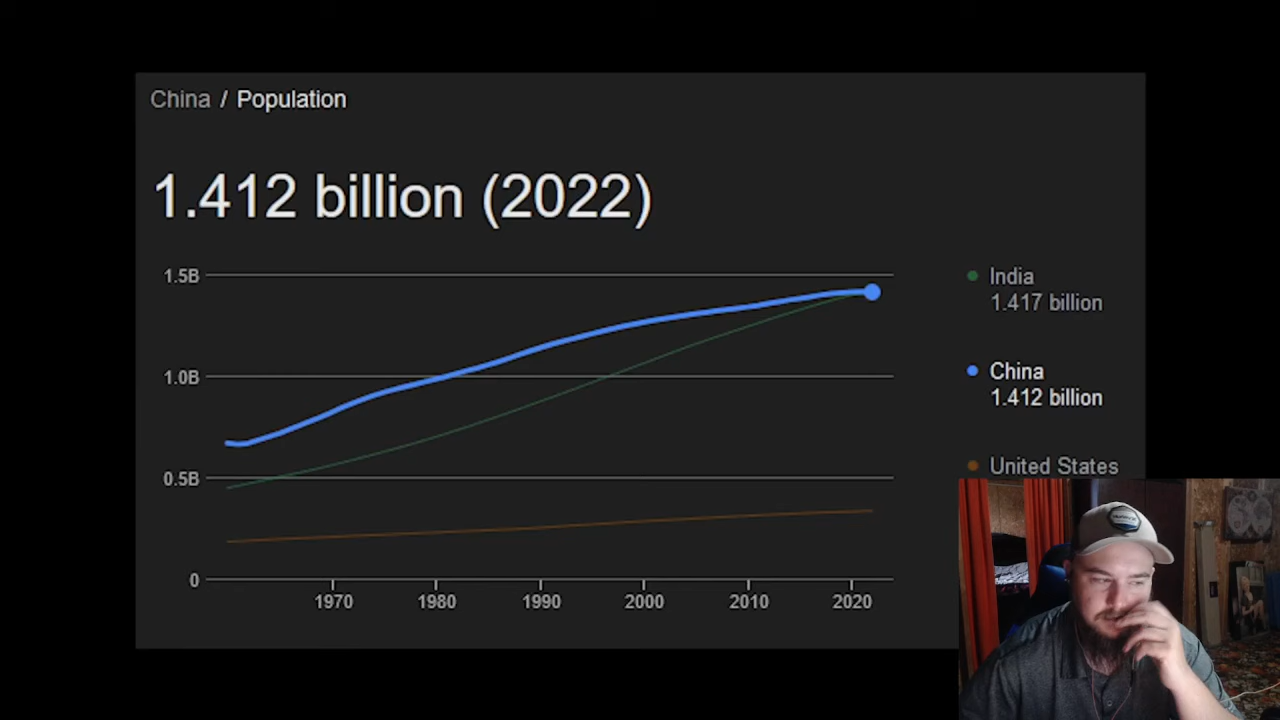 China / Population
1.412 billion (2022)
1.5B
1.0B
0.5B
0
1970 1980 1990 2000 2010 2020
India
1.417 billion
China
1.412 billion
United States